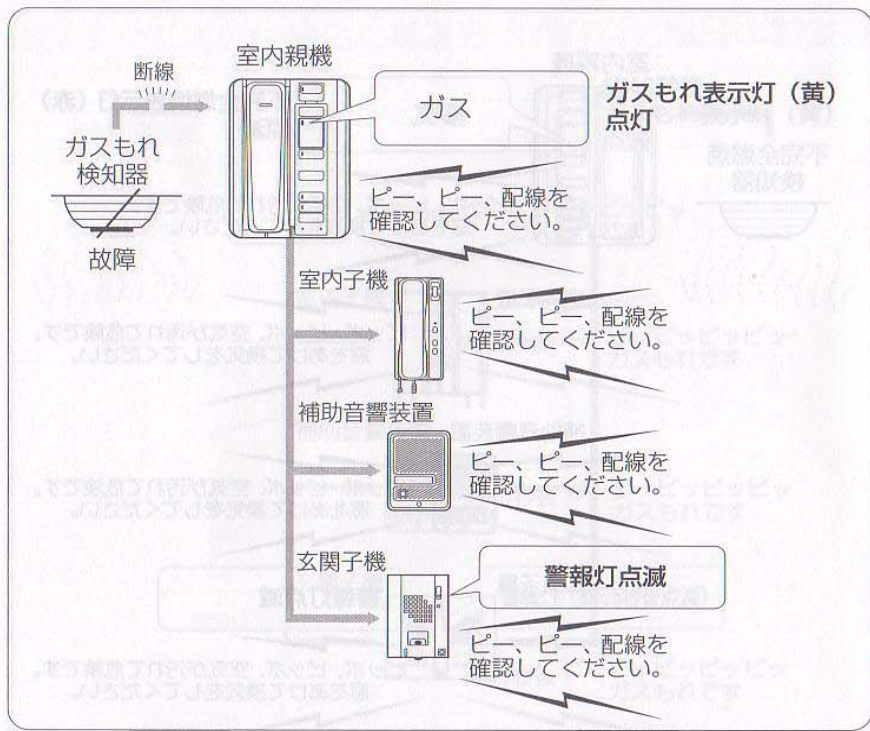 室内親機
断線
ガス
ガスもれ表示灯（黄）
点灯
ガスもれ
検知器
故障
ピー、ピー、配線を
確認してください。
室内子機
ピー、ピー、配線を
確認してください。
補助音響装置
ピー、ピー、配線を
確認してください。
玄関子機
警報灯点滅
ピー、ピー、配線を
確認してください。